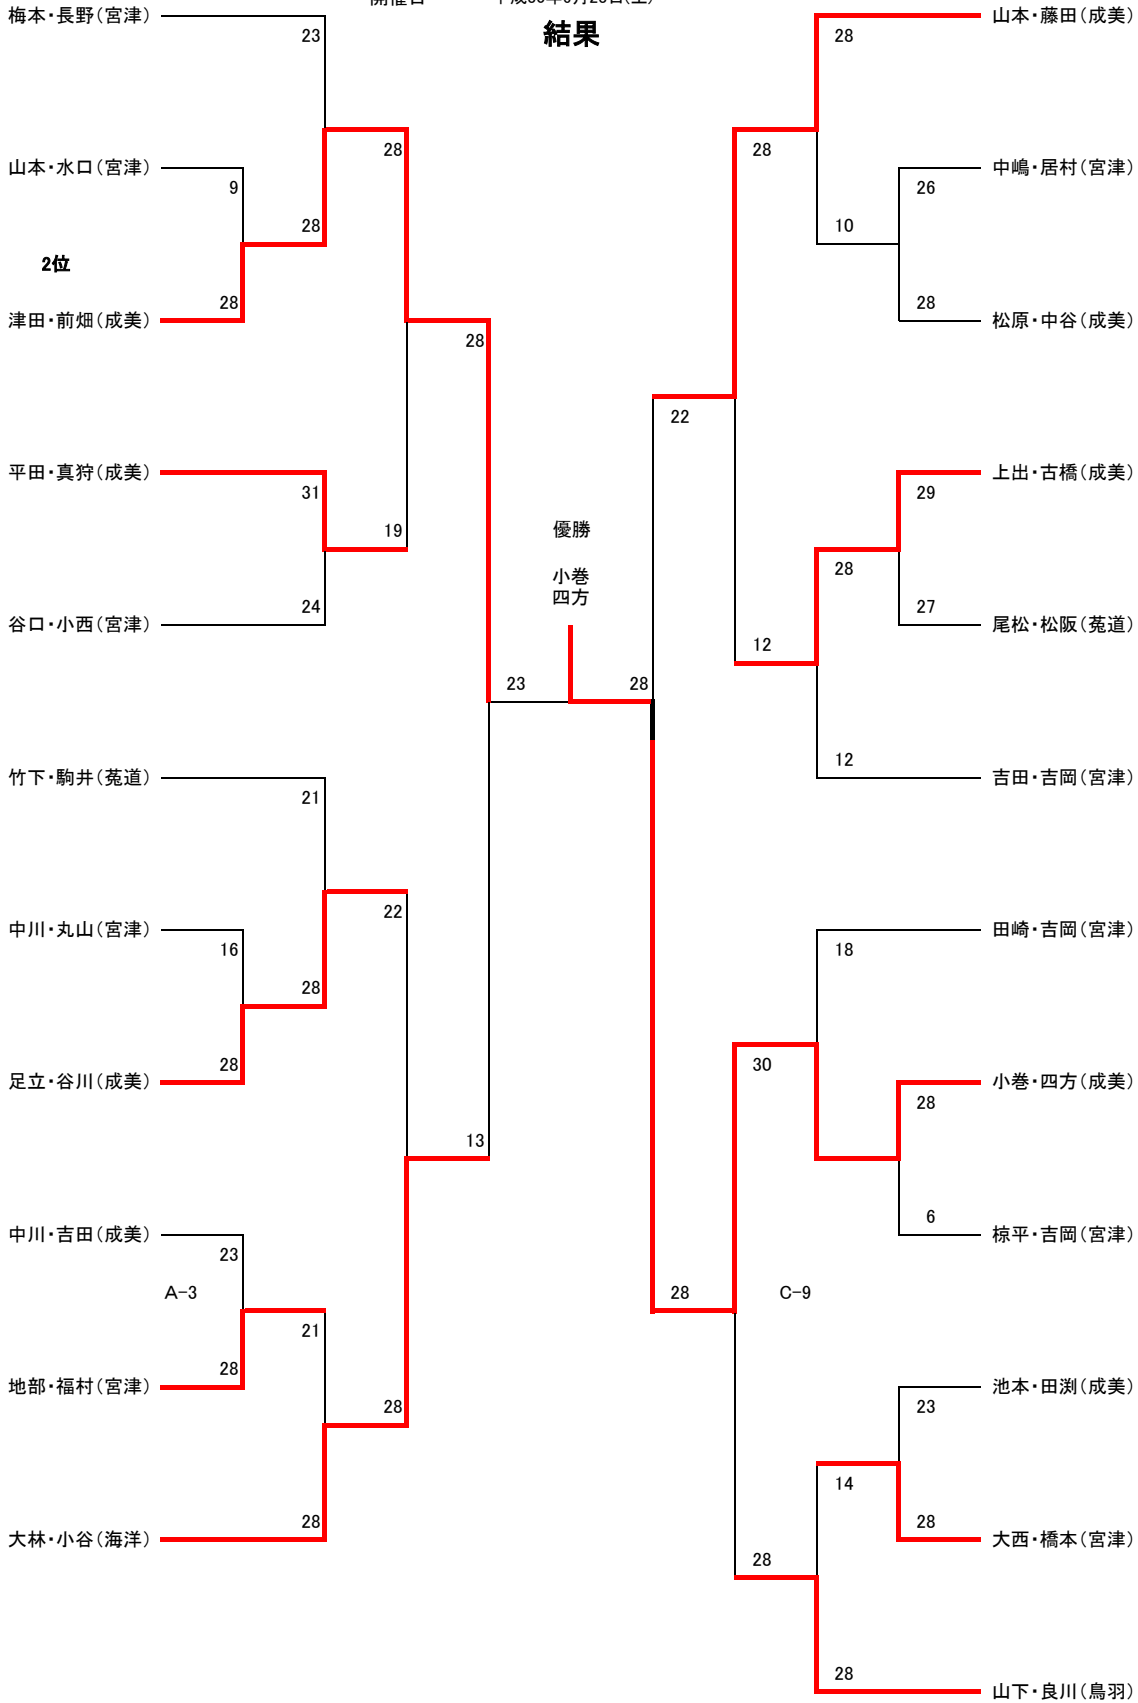 結果
梅本・長野(宮津)
23
山本・藤田(成美)
28
28
28
山本・水口(宮津)
9
中嶋・居村(宮津)
26
28
10
2位
28
津田・前畑(成美)
28
松原・中谷(成美)
28
22
平田・真狩(成美)
31
上出・古橋(成美)
29
19
優勝
28
小巻
四方
24
谷口・小西(宮津)
27
尾松・松阪(莵道)
12
23
28
竹下・駒井(莵道)
21
12
吉田・吉岡(宮津)
22
中川・丸山(宮津)
16
田崎・吉岡(宮津)
18
28
28
足立・谷川(成美)
30
小巻・四方(成美)
28
13
6
中川・吉田(成美)
23
椋平・吉岡(宮津)
A-3
28
C-9
21
28
地部・福村(宮津)
28
池本・田渕(成美)
23
14
28
大林・小谷(海洋)
28
大西・橋本(宮津)
28
28
山下・良川(鳥羽)